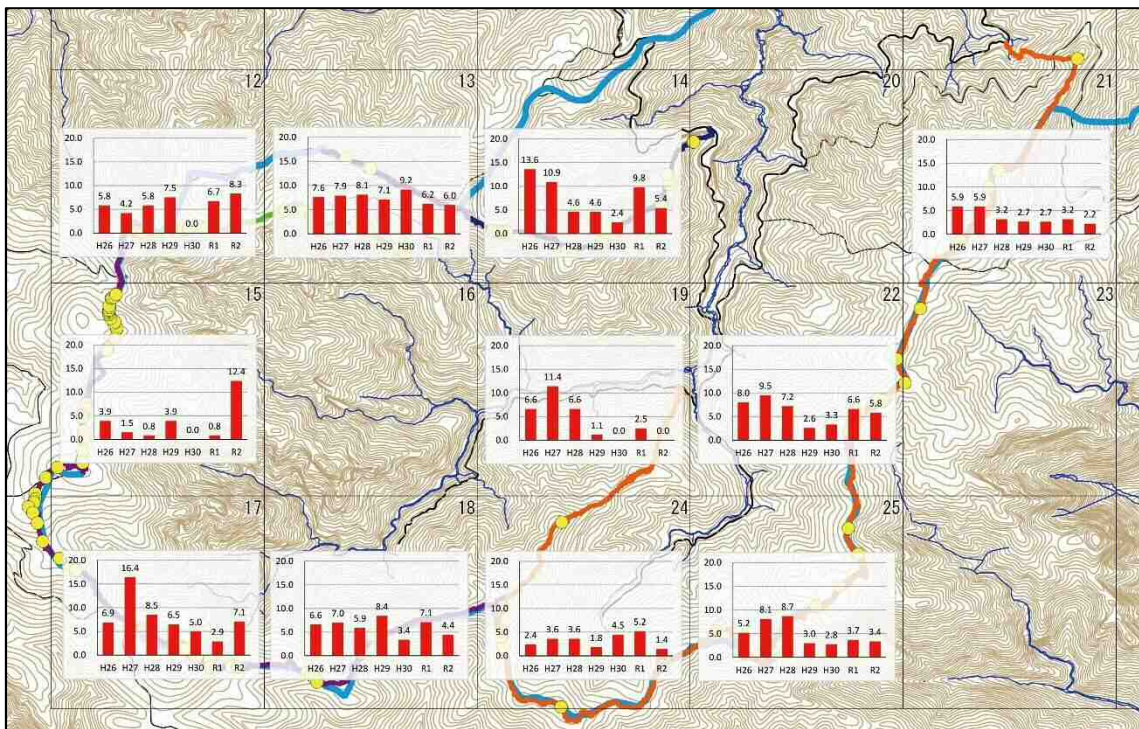 12 13 14 20 21
20.0 15.0 10.0 5.0 0.0
5.8 4.2 5.8 7.5 0.0 6.7 8.3
H26 H27 H28 H29 H30 R1 R2
20.0 15.0 10.0 5.0 0.0
7.6 7.9 8.1 7.1 9.2 6.2 6.0
H26 H27 H28 H29 H30 R1 R2
20.0 15.0 10.0 5.0 0.0
13.6 10.9 4.6 4.6 2.4 9.8 5.4
H26 H27 H28 H29 H30 R1 R2
20.0 15.0 10.0 5.0 0.0
5.9 5.9 3.2 2.7 2.7 3.2 2.2
H26 H27 H28 H29 H30 R1 R2
15 16 19 22 23
20.0 15.0 10.0 5.0 0.0
3.9 1.5 0.8 3.9 0.0 0.8 12.4
H26 H27 H28 H29 H30 R1 R2
20.0 15.0 10.0 5.0 0.0
6.6 11.4 6.6 1.1 0.0 2.5 0.0
H26 H27 H28 H29 H30 R1 R2
20.0 15.0 10.0 5.0 0.0
8.0 9.5 7.2 2.6 3.3 6.6 5.8
H26 H27 H28 H29 H30 R1 R2
17 18 24 25
20.0 15.0 10.0 5.0 0.0
6.9 16.4 8.5 6.5 5.0 2.9 7.1
H26 H27 H28 H29 H30 R1 R2
20.0 15.0 10.0 5.0 0.0
6.6 7.0 5.9 8.4 3.4 7.1 4.4
H26 H27 H28 H29 H30 R1 R2
20.0 15.0 10.0 5.0 0.0
2.4 3.6 3.6 1.8 4.5 5.2 1.4
H26 H27 H28 H29 H30 R1 R2
20.0 15.0 10.0 5.0 0.0
5.2 8.1 8.7 3.0 2.8 3.7 3.4
H26 H27 H28 H29 H30 R1 R2